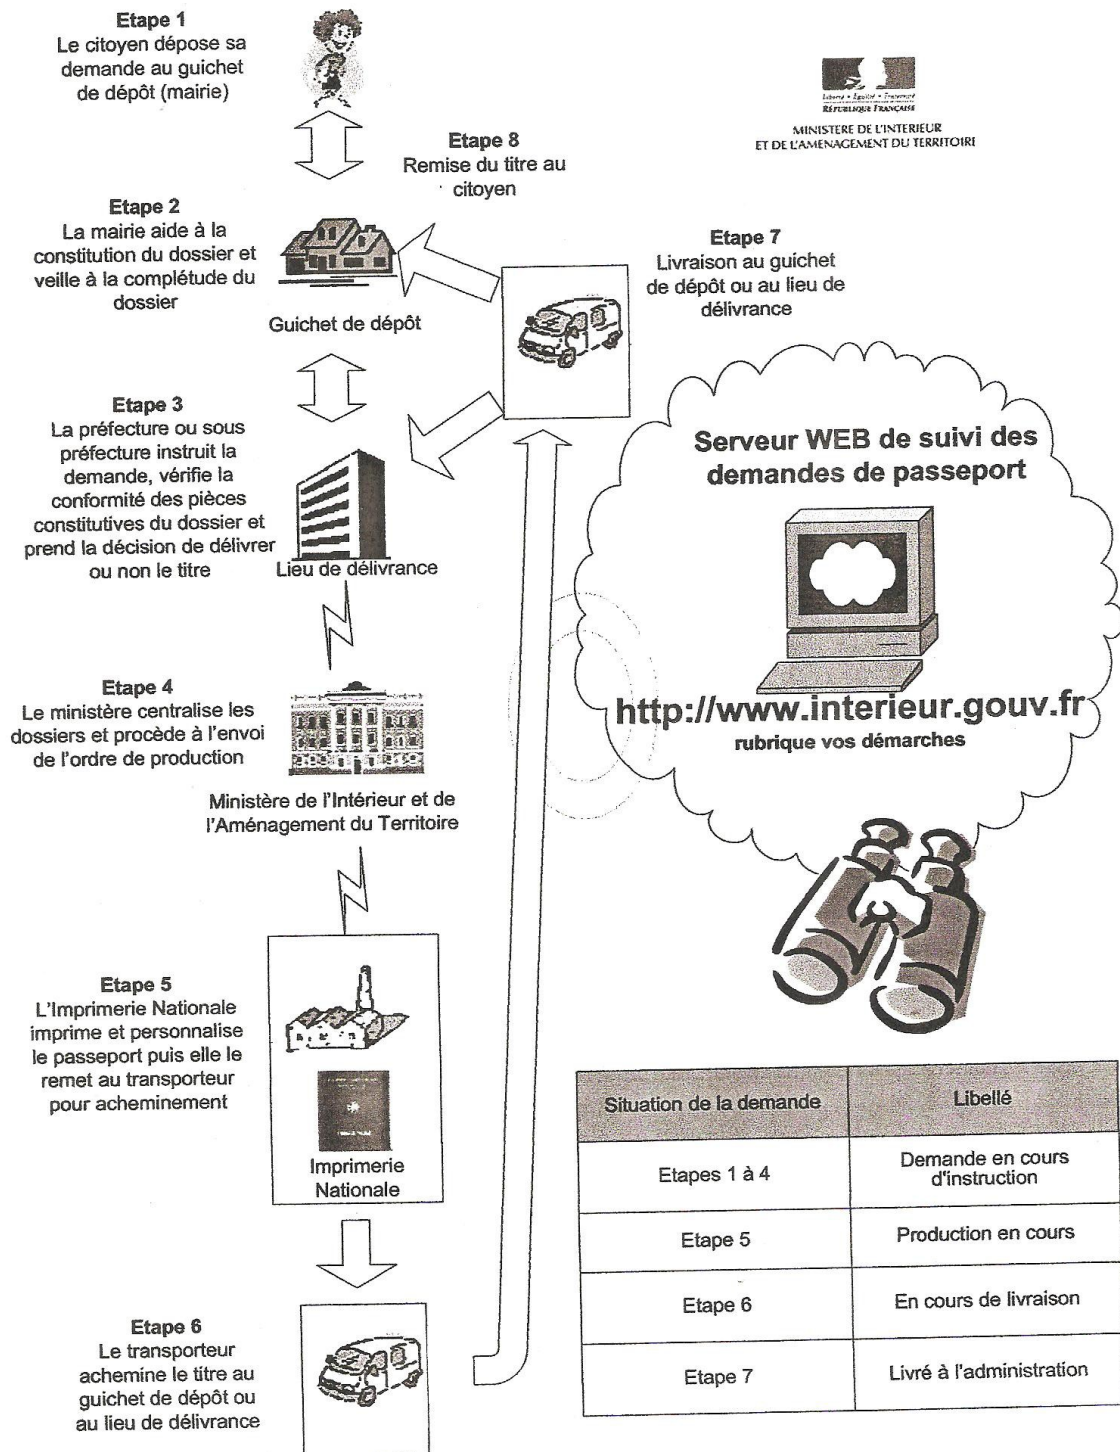 Etape 1
Le citoyen dépose sa
demande au guichet
de dépôt (mairie)
Liberté • Egalité • Fraternité
RÉPUBLIQUE FRANÇAISE
MINISTERE DE L'INTERIEUR
ET DE L'AMENAGEMENT DU TERRITOIRE
Etape 8
Remise du titre au
citoyen
Etape 2
La mairie aide à la
constitution du dossier et
veille à la complétude du
dossier
Guichet de dépôt
Etape 7
Livraison au guichet
de dépôt ou au lieu de
délivrance
Etape 3
La préfecture ou sous
préfecture instruit la
demande, vérifie la
conformité des pièces
constitutives du dossier et
prend la décision de délivrer
ou non le titre
Lieu de délivrance
Serveur WEB de suivi des
demandes de passeport
http://www.interieur.gouv.fr
rubrique vos démarches
Etape 4
Le ministère centralise les
dossiers et procède à l'envoi
de l'ordre de production
Ministère de l'Intérieur et de
l'Aménagement du Territoire
Etape 5
L'Imprimerie Nationale
imprime et personnalise
le passeport puis elle le
remet au transporteur
pour acheminement
Imprimerie
Nationale
Etape 6
Le transporteur
achemine le titre au
guichet de dépôt ou
au lieu de délivrance
Situation de la demande
Libellé
Etapes 1 à 4
Demande en cours
d'instruction
Etape 5
Production en cours
Etape 6
En cours de livraison
Etape 7
Livré à l'administration